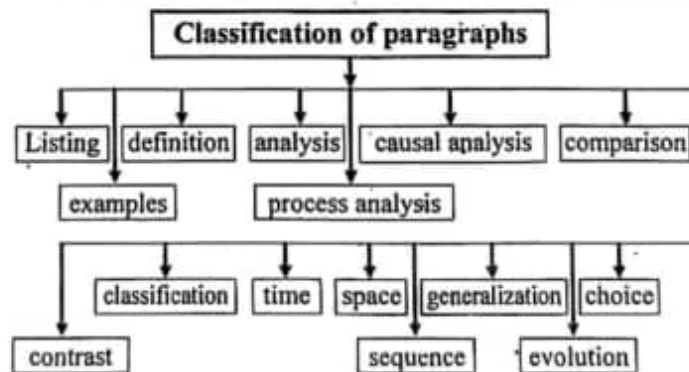 Classification of paragraphs
Listing definition analysis causal analysis comparison
examples process analysis
classification time space generalization choice
contrast sequence evolution